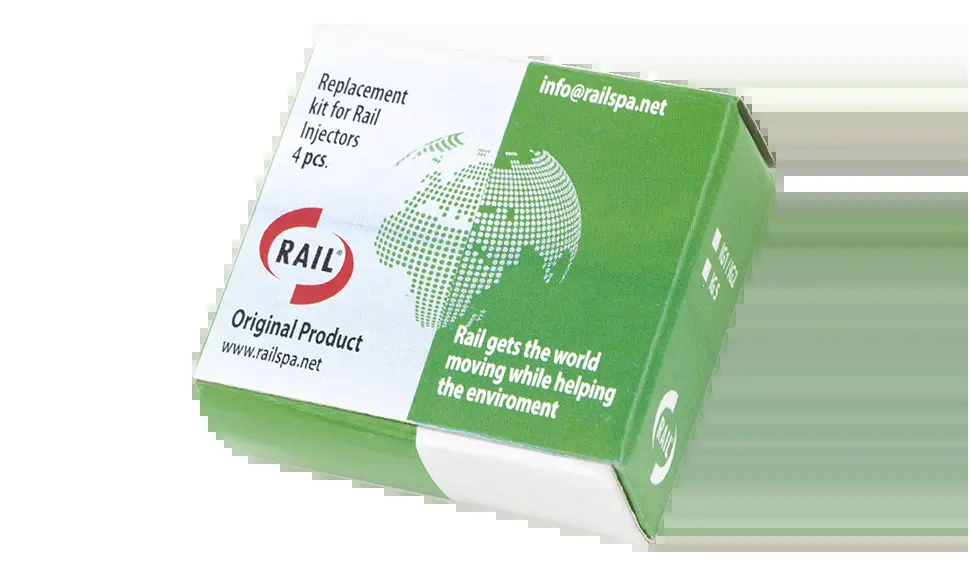 Replacement
kit for Rail
Injectors
4 pcs.
info@railspa.net
RAIL®
Original Product
www.railspa.net
Rail gets the world
moving while helping
the enviroment
RAIL